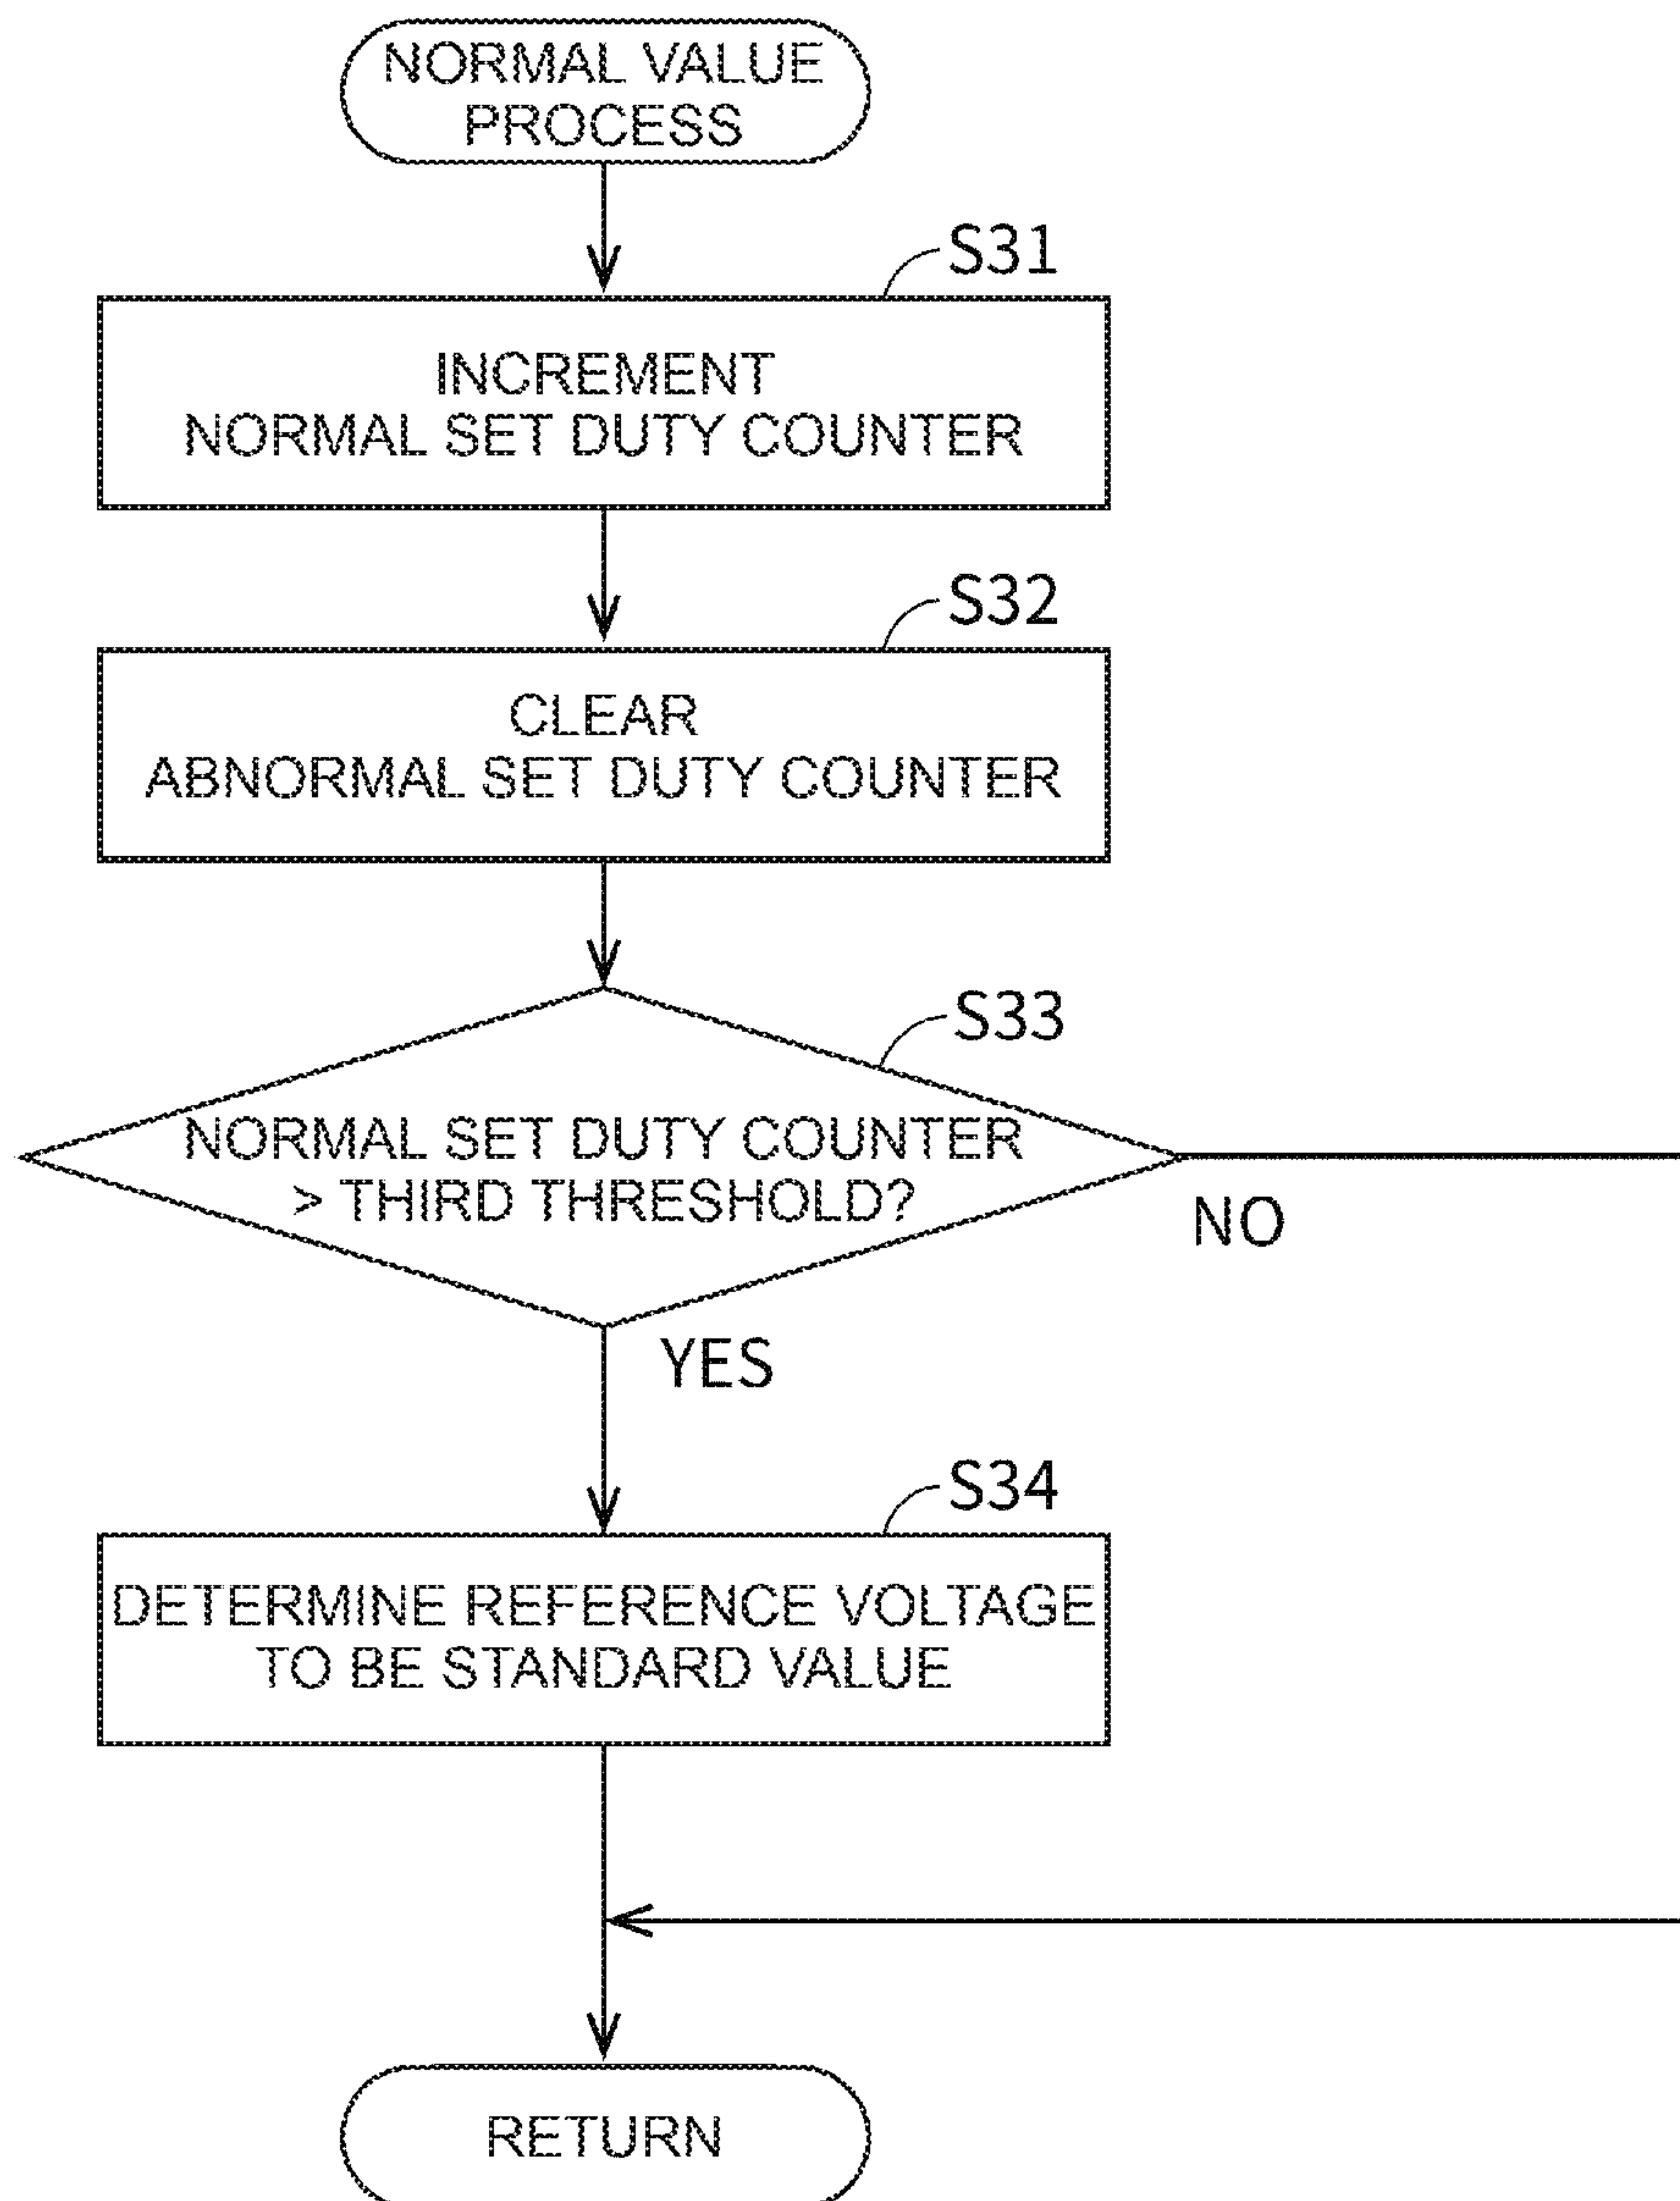 NORMAL VALUE
PROCESS
S31
INCREMENT
NORMAL SET DUTY COUNTER
S32
CLEAR
ABNORMAL SET DUTY COUNTER
S33
NORMAL SET DUTY COUNTER
> THIRD THRESHOLD?
NO
YES
S34
DETERMINE REFERENCE VOLTAGE
TO BE STANDARD VALUE
RETURN